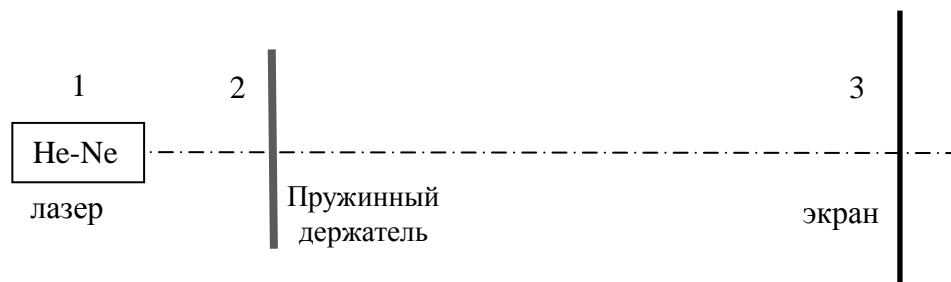 1
2
3
He-Ne
лазер
Пружинный
держатель
экран